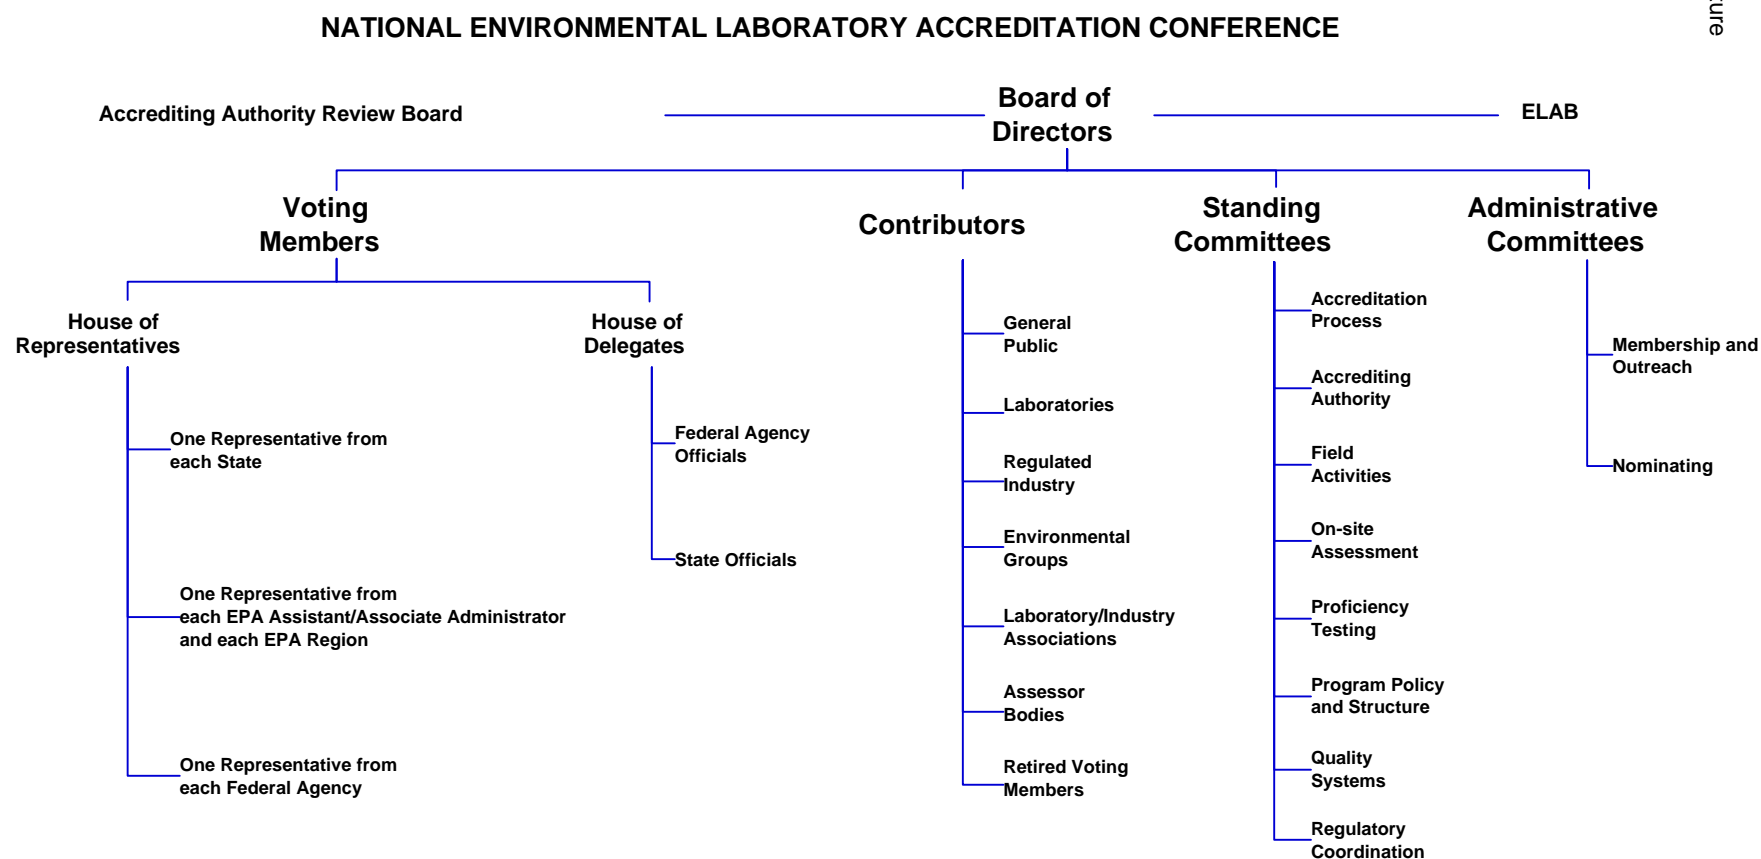 NATIONAL ENVIRONMENTAL LABORATORY ACCREDITATION CONFERENCE
Accrediting Authority Review Board
Board of
Directors
ELAB
Voting
Members
House of
Representatives
One Representative from
each State
One Representative from
each EPA Assistant/Associate Administrator
and each EPA Region
One Representative from
each Federal Agency
House of
Delegates
Federal Agency
Officials
State Officials
Contributors
General
Public
Laboratories
Regulated
Industry
Environmental
Groups
Laboratory/Industry
Associations
Assessor
Bodies
Retired Voting
Members
Standing
Committees
Accreditation
Process
Accrediting
Authority
Field
Activities
On-site
Assessment
Proficiency
Testing
Program Policy
and Structure
Quality
Systems
Regulatory
Coordination
Administrative
Committees
Membership and
Outreach
Nominating